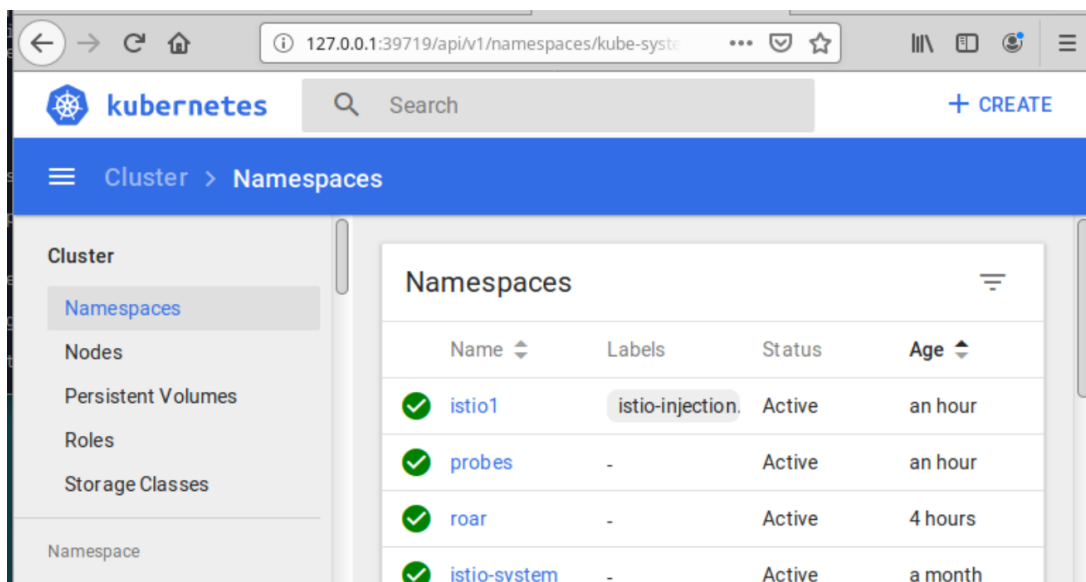 127.0.0.1:39719/api/v1/namespaces/kube-syste
kubernetes
Search
+ CREATE
Cluster > Namespaces
Cluster
Namespaces
Nodes
Persistent Volumes
Roles
Storage Classes
Namespace
Namespaces
Name Labels Status Age
istio1 istio-injection. Active an hour
probes - Active an hour
roar - Active 4 hours
istio-system - Active a month